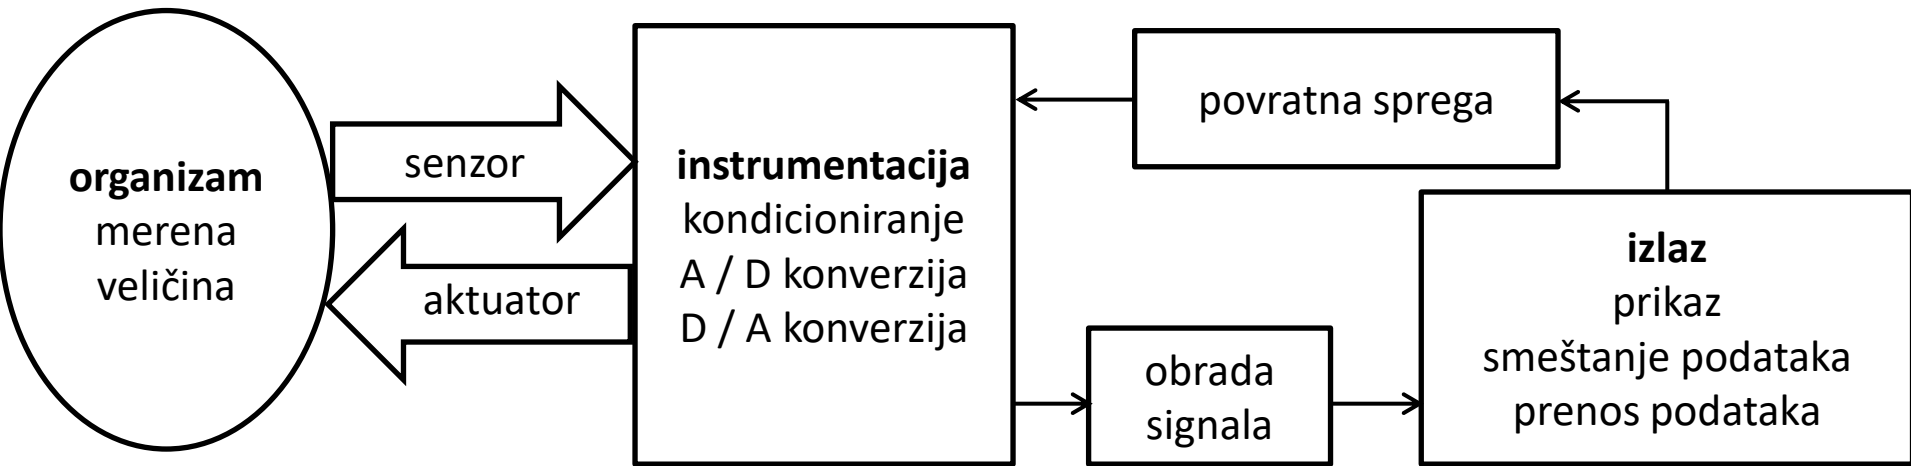 organizam
merena
veličina
senzor
aktuator
instrumentacija
kondicioniranje
A / D konverzija
D / A konverzija
povratna sprega
obrada
signala
izlaz
prikaz
smeštanje podataka
prenos podataka